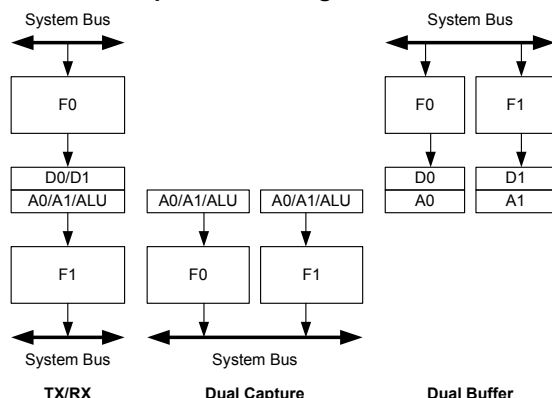 System Bus
System Bus
F0
F0
F1
D0/D1
D0
D1
A0/A1/ALU
A0/A1/ALU
A0/A1/ALU
A0
A1
F1
F0
F1
System Bus
System Bus
TX/RX
Dual Capture
Dual Buffer